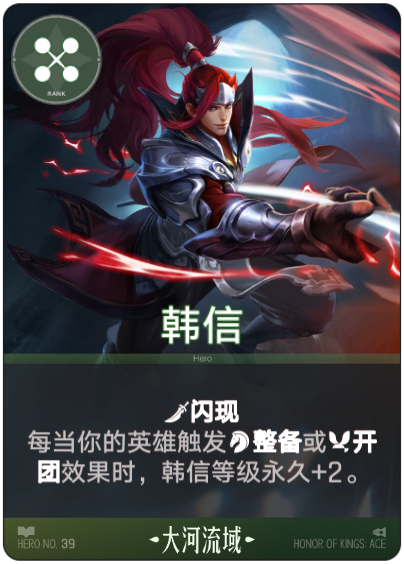 RANK
韩信
Hero
闪现
每当你的英雄触发整备或开
团效果时，韩信等级永久+2。
大河流域
HERO NO. 39
HONOR OF KINGS: ACE